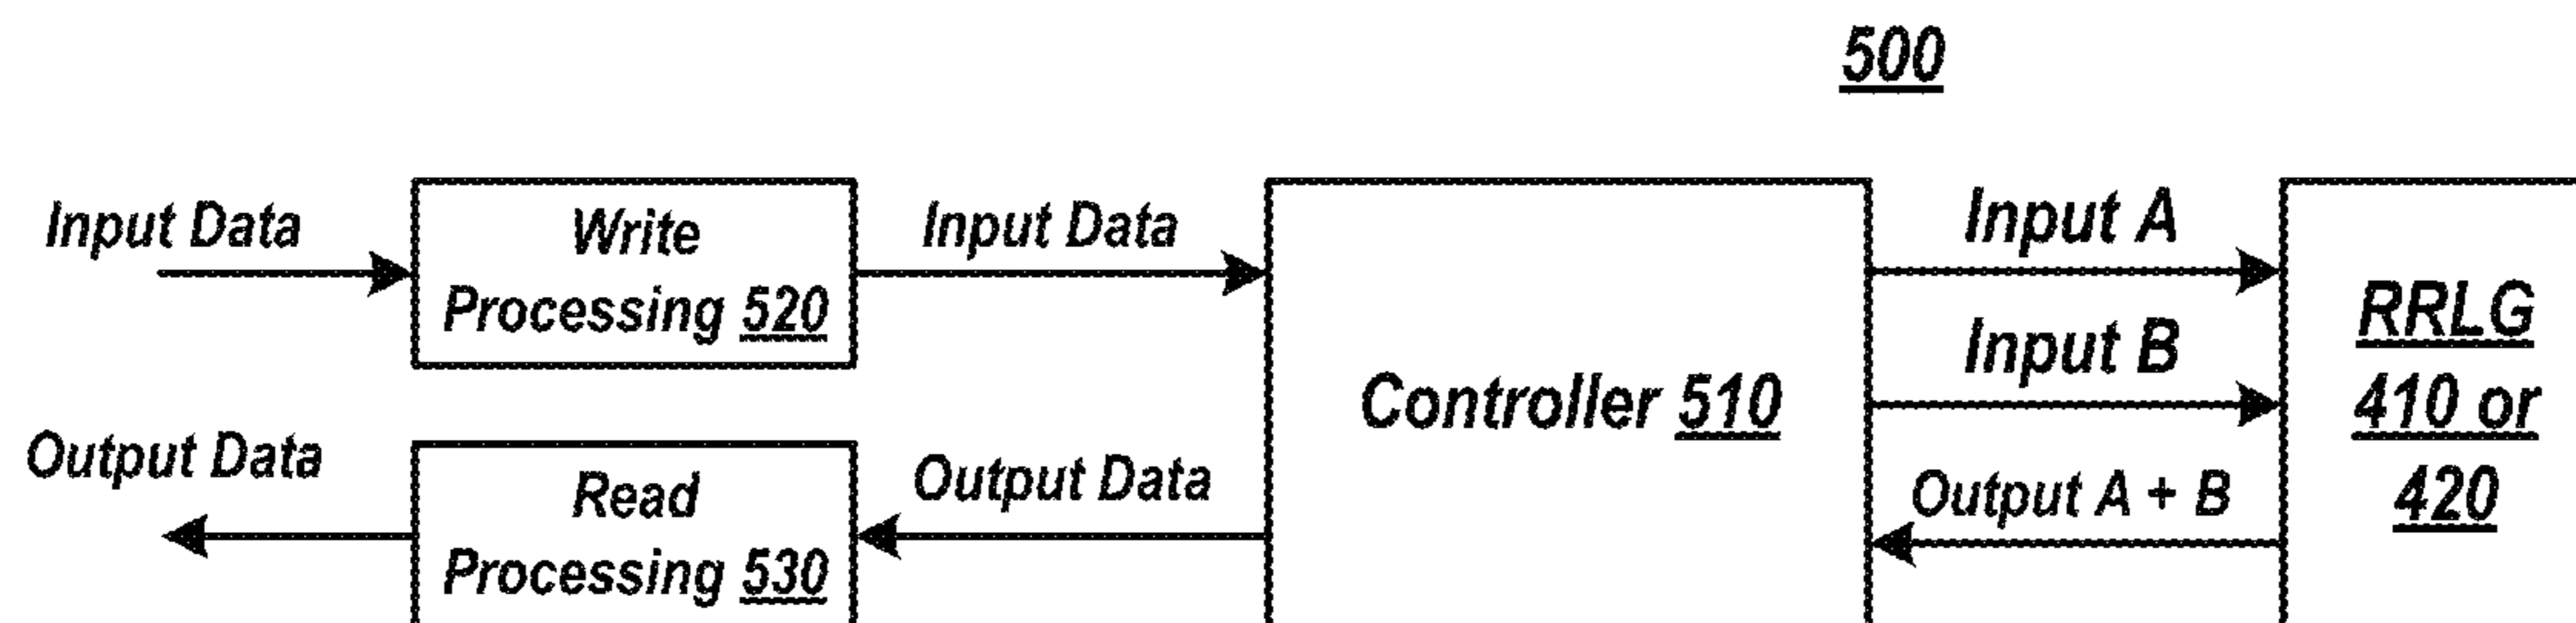 500
Input Data
Write
Processing 520
Input Data
Input A
Input B
Controller 510
RRLG
410 or
420
Output Data
Read
Processing 530
Output Data
Output A + B